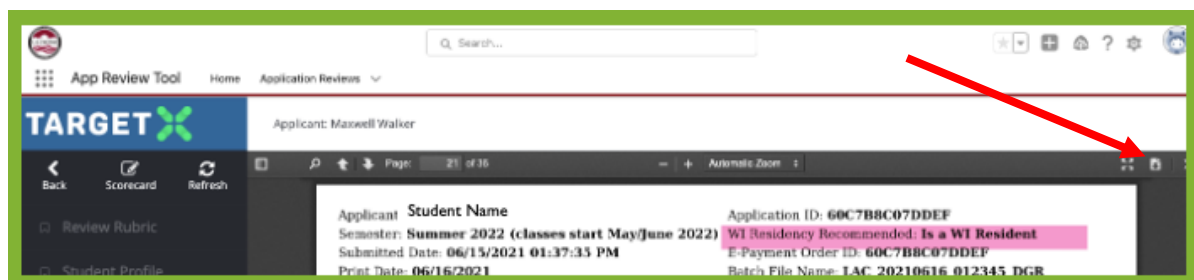 Search...
App Review Tool Home Application Reviews
TARGETX
Applicant: Maxwell Walker
Page: 21 of 36 Automatic Zoom
Back Scorecard Refresh
Applicant Student Name Application ID: 60C7B8C07DDEF
Review Rubric
Semester: Summer 2022 (classes start May/June 2022) WI Residency Recommended: Is a WI Resident
Submitted Date: 06/15/2021 01:37:35 PM E-Payment Order ID: 60C7B8C07DDEF
Student Profile
Print Date: 06/16/2021 Batch File Name: LAC_20210616_012345_DGR